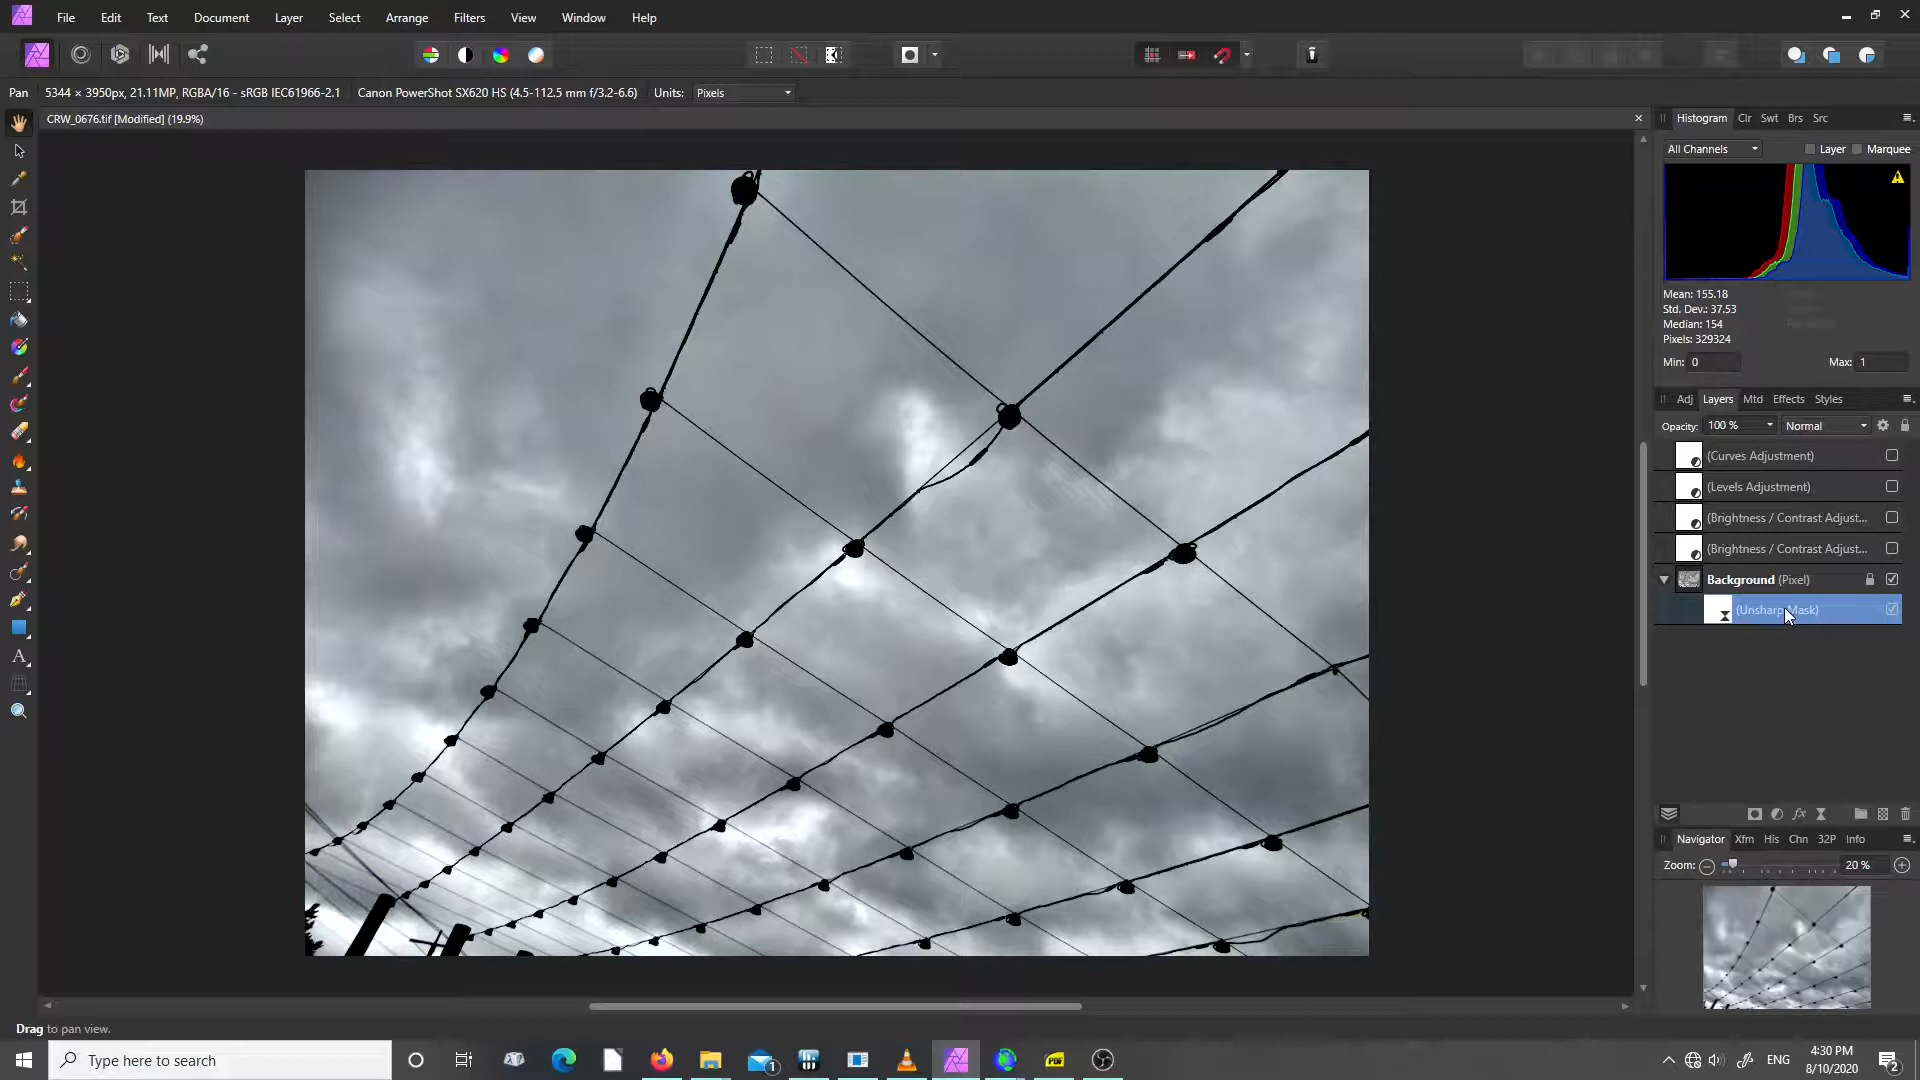 File Edit Text Document Layer Select Arrange Filters View Window Help
Pan 5344 × 3950px, 21.11MP, RGBA/16 - sRGB IEC61966-2.1 Canon PowerShot SX620 HS (4.5-112.5 mm f/3.2-6.6) Units: Pixels
CRW_0676.tif [Modified] (19.9%)
Histogram Clr Swt Brs Src
All Channels Layer Marquee
Mean: 155.18
Std. Dev.: 37.53
Median: 154
Pixels: 329324
Min: 0 Max: 1
Adj Layers Mtd Effects Styles
Opacity: 100 % Normal
(Curves Adjustment)
(Levels Adjustment)
(Brightness / Contrast Adjust...
(Brightness / Contrast Adjust...
Background (Pixel)
(Unsharp Mask)
Navigator Xfm His Chn 32P Info
Zoom: 20 %
Drag to pan view.
Type here to search
1
PDF
ENG
4:30 PM
8/10/2020
2